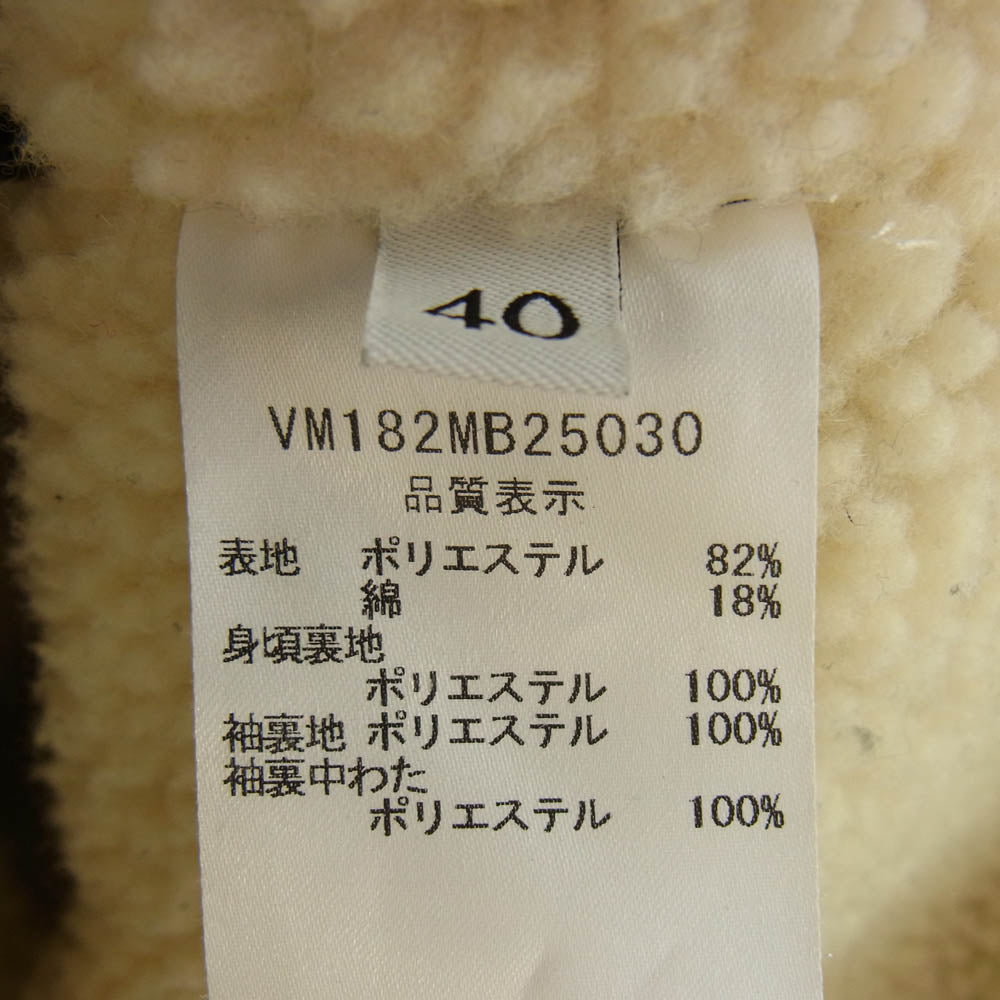 40
VM182MB25030
品質表示
表地 ポリエステル 82%
綿 18%
身頃裏地
ポリエステル 100%
袖裏地 ポリエステル 100%
袖裏中わた
ポリエステル 100%